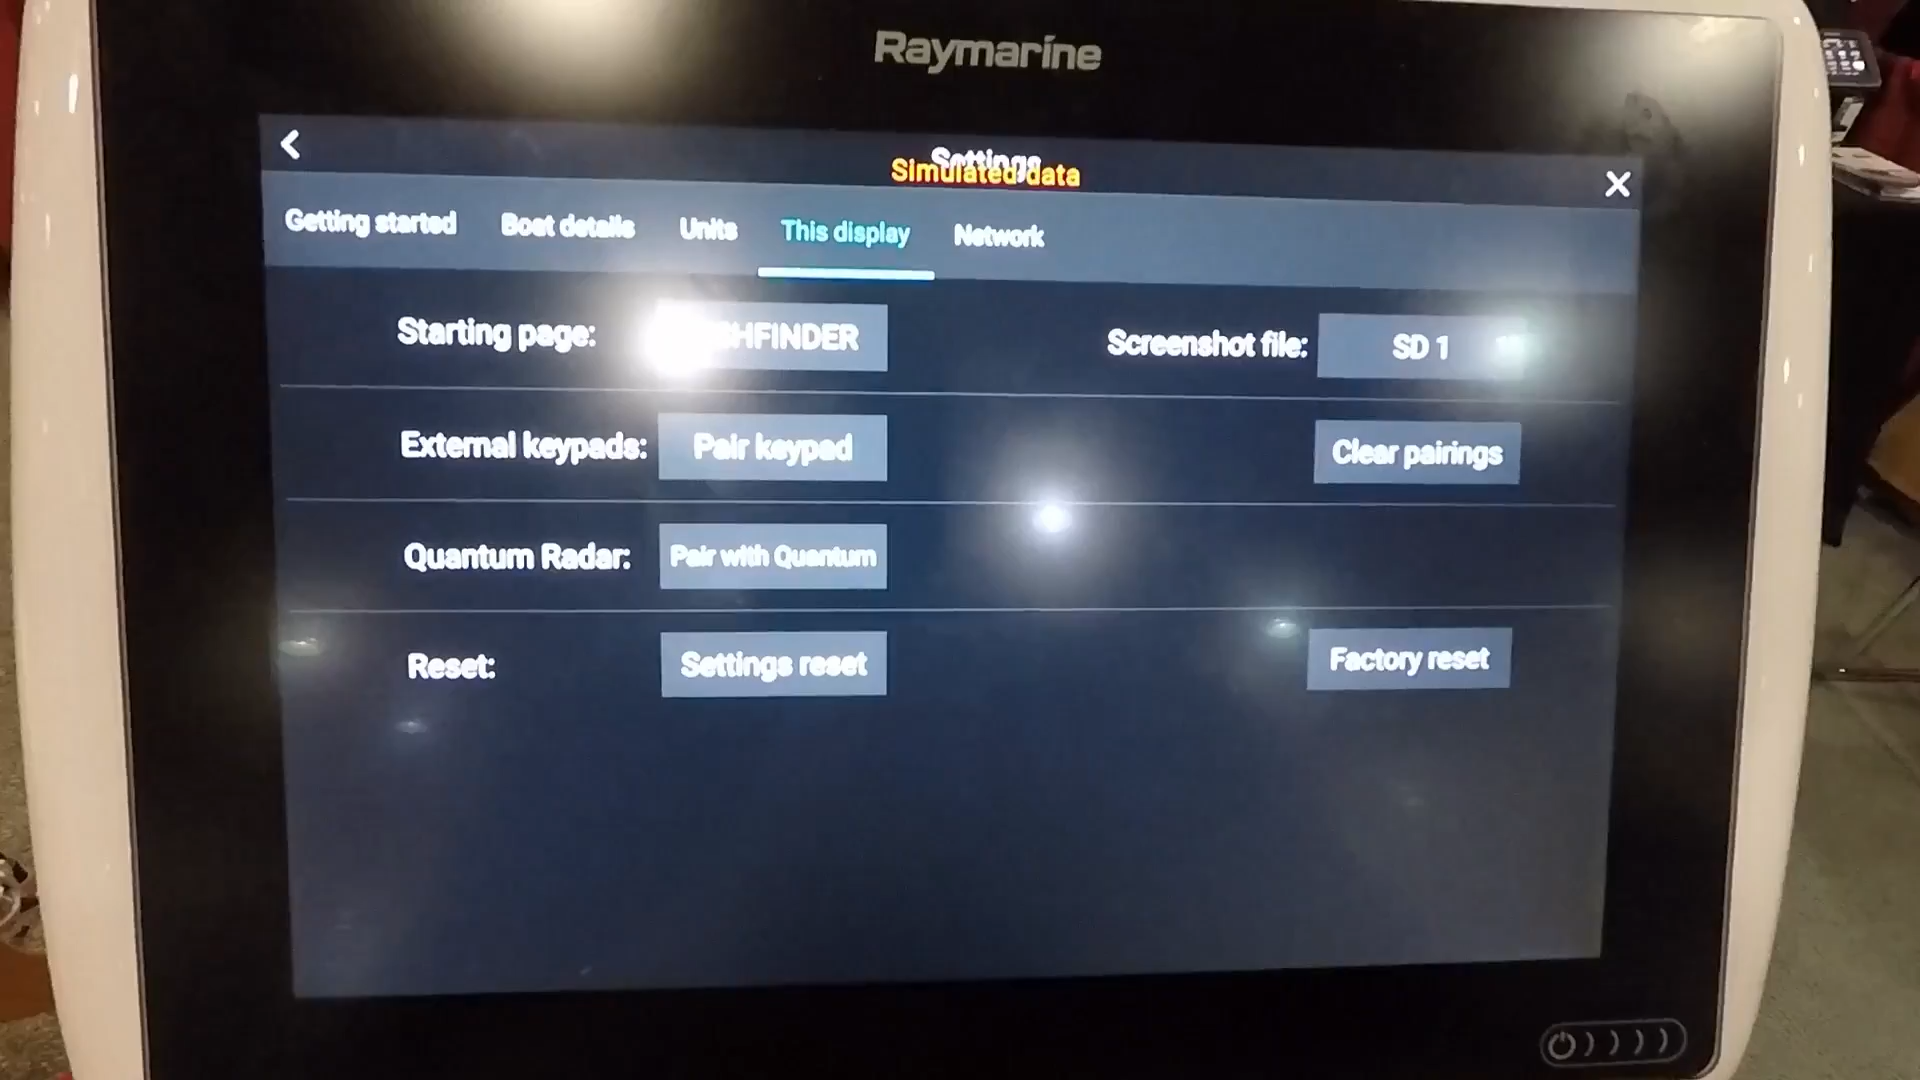 Raymarine
Settings
Simulated data
Getting started Boat details Units This display Network
Starting page: HFINDER Screenshot file: SD 1
External keypads: Pair keypad Clear pairings
Quantum Radar: Pair with Quantum
Reset: Settings reset Factory reset